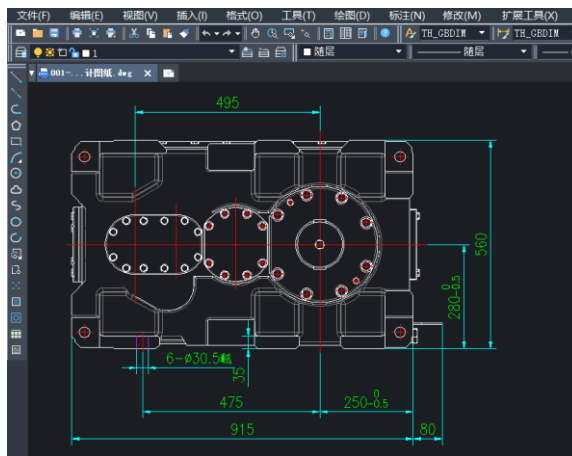 文件(F) 编辑(E) 视图(V) 插入(I) 格式(O) 工具(T) 绘图(D) 标注(N) 修改(M) 扩展工具(X)
TH_GBDIM TH_GBDIM
1 随层 随层
001-... 计图纸.dwg
495
560
280 0 -0.5
6-ø30.5
35
475 250 0 -0.5
915 80